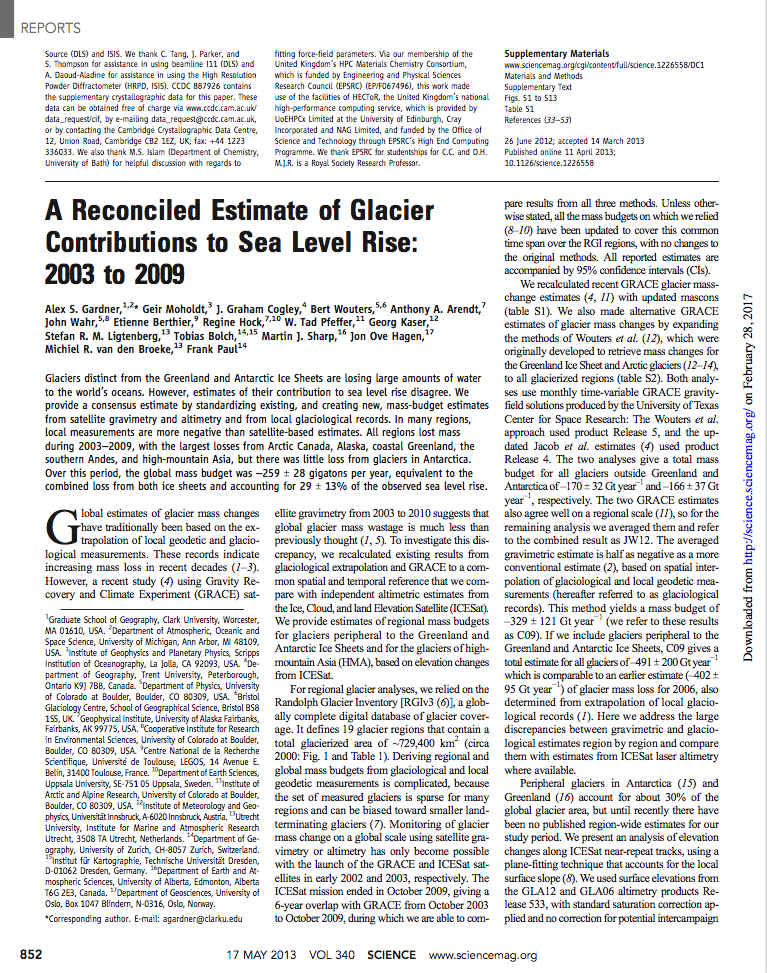 REPORTS
Source (DLS) and ISIS. We thank C. Tang, J. Parker, and
S. Thompson for assistance in using beamline I11 (DLS) and
A. Daoud-Aladine for assistance in using the High Resolution
Powder Diffractometer (HRPD, ISIS). CCDC 887926 contains
the supplementary crystallographic data for this paper. These
data can be obtained free of charge via www.ccdc.cam.ac.uk/
data_request/cif, by e-mailing data_request@ccdc.cam.ac.uk,
or by contacting the Cambridge Crystallographic Data Centre,
12, Union Road, Cambridge CB2 1EZ, UK; fax: +44 1223
336033. We also thank M.S. Islam (Department of Chemistry,
University of Bath) for helpful discussion with regards to
fitting force-field parameters. Via our membership of the
United Kingdom's HPC Materials Chemistry Consortium,
which is funded by Engineering and Physical Sciences
Research Council (EPSRC) (EP/F067496), this work made
use of the facilities of HECToR, the United Kingdom's national
high-performance computing service, which is provided by
UoEHPCx Limited at the University of Edinburgh, Cray
Incorporated and NAG Limited, and funded by the Office of
Science and Technology through EPSRC's High End Computing
Programme. We thank EPSRC for studentships for C.C. and D.H.
M.J.R. is a Royal Society Research Professor.
Supplementary Materials
www.sciencemag.org/cgi/content/full/science.1226558/DC1
Materials and Methods
Supplementary Text
Figs. S1 to S13
Table S1
References (33–53)
26 June 2012; accepted 14 March 2013
Published online 11 April 2013;
10.1126/science.1226558
A Reconciled Estimate of Glacier
Contributions to Sea Level Rise:
2003 to 2009
Alex S. Gardner,1,2* Geir Moholdt,3 J. Graham Cogley,4 Bert Wouters,5,6 Anthony A. Arendt,7
John Wahr,5,8 Etienne Berthier,9 Regine Hock,7,10 W. Tad Pfeffer,11 Georg Kaser,12
Stefan R. M. Ligtenberg,13 Tobias Bolch,14,15 Martin J. Sharp,16 Jon Ove Hagen,17
Michiel R. van den Broeke,13 Frank Paul14
Glaciers distinct from the Greenland and Antarctic Ice Sheets are losing large amounts of water
to the world's oceans. However, estimates of their contribution to sea level rise disagree. We
provide a consensus estimate by standardizing existing, and creating new, mass-budget estimates
from satellite gravimetry and altimetry and from local glaciological records. In many regions,
local measurements are more negative than satellite-based estimates. All regions lost mass
during 2003–2009, with the largest losses from Arctic Canada, Alaska, coastal Greenland, the
southern Andes, and high-mountain Asia, but there was little loss from glaciers in Antarctica.
Over this period, the global mass budget was –259 ± 28 gigatons per year, equivalent to the
combined loss from both ice sheets and accounting for 29 ± 13% of the observed sea level rise.
Global estimates of glacier mass changes
have traditionally been based on the ex-
trapolation of local geodetic and glacio-
logical measurements. These records indicate
increasing mass loss in recent decades (1–3).
However, a recent study (4) using Gravity Re-
covery and Climate Experiment (GRACE) sat-
1Graduate School of Geography, Clark University, Worcester,
MA 01610, USA. 2Department of Atmospheric, Oceanic and
Space Science, University of Michigan, Ann Arbor, MI 48109,
USA. 3Institute of Geophysics and Planetary Physics, Scripps
Institution of Oceanography, La Jolla, CA 92093, USA. 4De-
partment of Geography, Trent University, Peterborough,
Ontario K9J 7B8, Canada. 5Department of Physics, University
of Colorado at Boulder, Boulder, CO 80309, USA. 6Bristol
Glaciology Centre, School of Geographical Science, Bristol BS8
1SS, UK. 7Geophysical Institute, University of Alaska Fairbanks,
Fairbanks, AK 99775, USA. 8Cooperative Institute for Research
in Environmental Sciences, University of Colorado at Boulder,
Boulder, CO 80309, USA. 9Centre National de la Recherche
Scientifique, Université de Toulouse, LEGOS, 14 Avenue E.
Belin, 31400 Toulouse, France. 10Department of Earth Sciences,
Uppsala University, SE-751 05 Uppsala, Sweden. 11Institute of
Arctic and Alpine Research, University of Colorado at Boulder,
Boulder, CO 80309, USA. 12Institute of Meteorology and Geo-
physics, Universität Innsbruck, A-6020 Innsbruck, Austria. 13Utrecht
University, Institute for Marine and Atmospheric Research
Utrecht, 3508 TA Utrecht, Netherlands. 14Department of Ge-
ography, University of Zurich, CH-8057 Zurich, Switzerland.
15Institut für Kartographie, Technische Universität Dresden,
D-01062 Dresden, Germany. 16Department of Earth and At-
mospheric Sciences, University of Alberta, Edmonton, Alberta
T6G 2E3, Canada. 17Department of Geosciences, University of
Oslo, Box 1047 Blindern, N-0316, Oslo, Norway.
*Corresponding author. E-mail: agardner@clarku.edu
ellite gravimetry from 2003 to 2010 suggests that
global glacier mass wastage is much less than
previously thought (1, 5). To investigate this dis-
crepancy, we recalculated existing results from
glaciological extrapolation and GRACE to a com-
mon spatial and temporal reference that we com-
pare with independent altimetric estimates from
the Ice, Cloud, and land Elevation Satellite (ICESat).
We provide estimates of regional mass budgets
for glaciers peripheral to the Greenland and
Antarctic Ice Sheets and for the glaciers of high-
mountain Asia (HMA), based on elevation changes
from ICESat.
For regional glacier analyses, we relied on the
Randolph Glacier Inventory [RGIv3 (6)], a glob-
ally complete digital database of glacier cover-
age. It defines 19 glacier regions that contain a
total glacierized area of ~729,400 km2 (circa
2000: Fig. 1 and Table 1). Deriving regional and
global mass budgets from glaciological and local
geodetic measurements is complicated, because
the set of measured glaciers is sparse for many
regions and can be biased toward smaller land-
terminating glaciers (7). Monitoring of glacier
mass change on a global scale using satellite gra-
vimetry or altimetry has only become possible
with the launch of the GRACE and ICESat sat-
ellites in early 2002 and 2003, respectively. The
ICESat mission ended in October 2009, giving a
6-year overlap with GRACE from October 2003
to October 2009, during which we are able to com-
pare results from all three methods. Unless other-
wise stated, all the mass budgets on which we relied
(8–10) have been updated to cover this common
time span over the RGI regions, with no changes to
the original methods. All reported estimates are
accompanied by 95% confidence intervals (CIs).
We recalculated recent GRACE glacier mass-
change estimates (4, 11) with updated mascons
(table S1). We also made alternative GRACE
estimates of glacier mass changes by expanding
the methods of Wouters et al. (12), which were
originally developed to retrieve mass changes for
the Greenland Ice Sheet and Arctic glaciers (12–14),
to all glacierized regions (table S2). Both analy-
ses use monthly time-variable GRACE gravity-
field solutions produced by the University of Texas
Center for Space Research: The Wouters et al.
approach used product Release 5, and the up-
dated Jacob et al. estimates (4) used product
Release 4. The two analyses give a total mass
budget for all glaciers outside Greenland and
Antarctica of –170 ± 32 Gt year–1 and –166 ± 37 Gt
year–1, respectively. The two GRACE estimates
also agree well on a regional scale (11), so for the
remaining analysis we averaged them and refer
to the combined result as JW12. The averaged
gravimetric estimate is half as negative as a more
conventional estimate (2), based on spatial inter-
polation of glaciological and local geodetic mea-
surements (hereafter referred to as glaciological
records). This method yields a mass budget of
–329 ± 121 Gt year–1 (we refer to these results
as C09). If we include glaciers peripheral to the
Greenland and Antarctic Ice Sheets, C09 gives a
total estimate for all glaciers of –491 ± 200 Gt year–1
which is comparable to an earlier estimate (–402 ±
95 Gt year–1) of glacier mass loss for 2006, also
determined from extrapolation of local glacio-
logical records (1). Here we address the large
discrepancies between gravimetric and glacio-
logical estimates region by region and compare
them with estimates from ICESat laser altimetry
where available.
Peripheral glaciers in Antarctica (15) and
Greenland (16) account for about 30% of the
global glacier area, but until recently there have
been no published region-wide estimates for our
study period. We present an analysis of elevation
changes along ICESat near-repeat tracks, using a
plane-fitting technique that accounts for the local
surface slope (8). We used surface elevations from
the GLA12 and GLA06 altimetry products Re-
lease 533, with standard saturation correction ap-
plied and no correction for potential intercampaign
Downloaded from http://science.sciencemag.org/ on February 28, 2017
852
17 MAY 2013 VOL 340 SCIENCE www.sciencemag.org